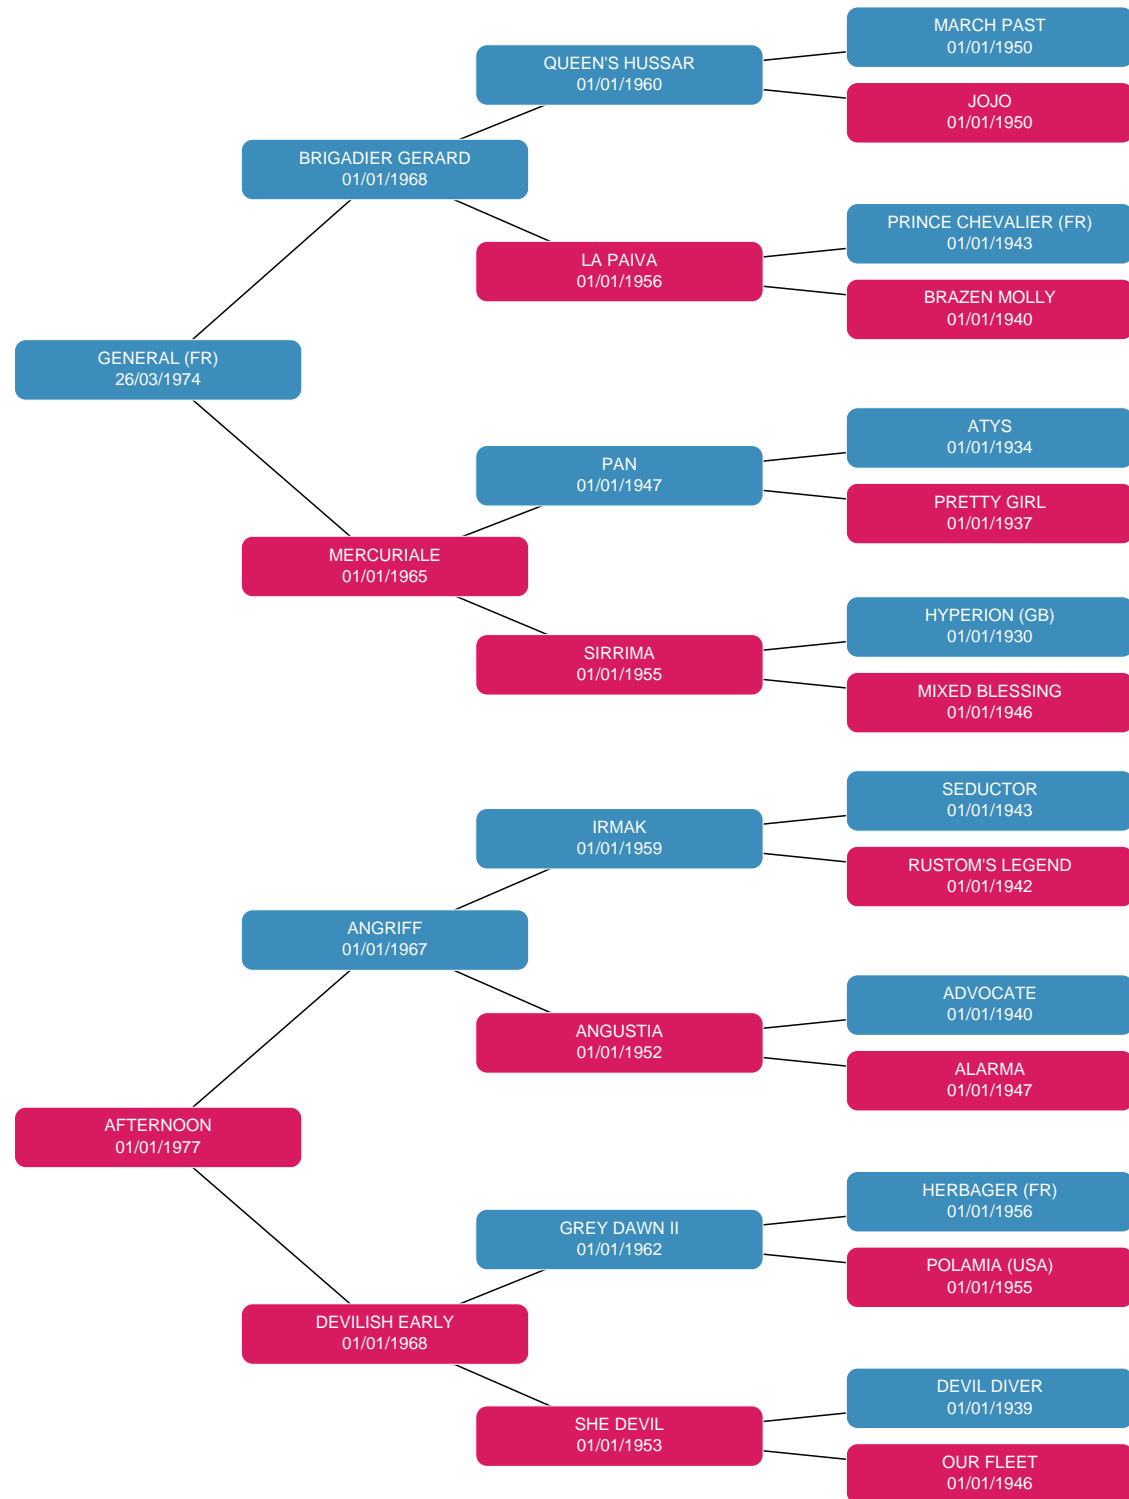 MARCH PAST
01/01/1950
QUEEN'S HUSSAR
01/01/1960
JOJO
01/01/1950
BRIGADIER GERARD
01/01/1968
PRINCE CHEVALIER (FR)
01/01/1943
LA PAIVA
01/01/1956
BRAZEN MOLLY
01/01/1940
GENERAL (FR)
26/03/1974
ATYS
01/01/1934
PAN
01/01/1947
PRETTY GIRL
01/01/1937
MERCURIALE
01/01/1965
HYPERION (GB)
01/01/1930
SIRRIMA
01/01/1955
MIXED BLESSING
01/01/1946
SEDUCTOR
01/01/1943
IRMAK
01/01/1959
RUSTOM'S LEGEND
01/01/1942
ANGRIFF
01/01/1967
ADVOCATE
01/01/1940
ANGUSTIA
01/01/1952
ALARMA
01/01/1947
AFTERNOON
01/01/1977
HERBAGER (FR)
01/01/1956
GREY DAWN II
01/01/1962
POLAMIA (USA)
01/01/1955
DEVILISH EARLY
01/01/1968
DEVIL DIVER
01/01/1939
SHE DEVIL
01/01/1953
OUR FLEET
01/01/1946